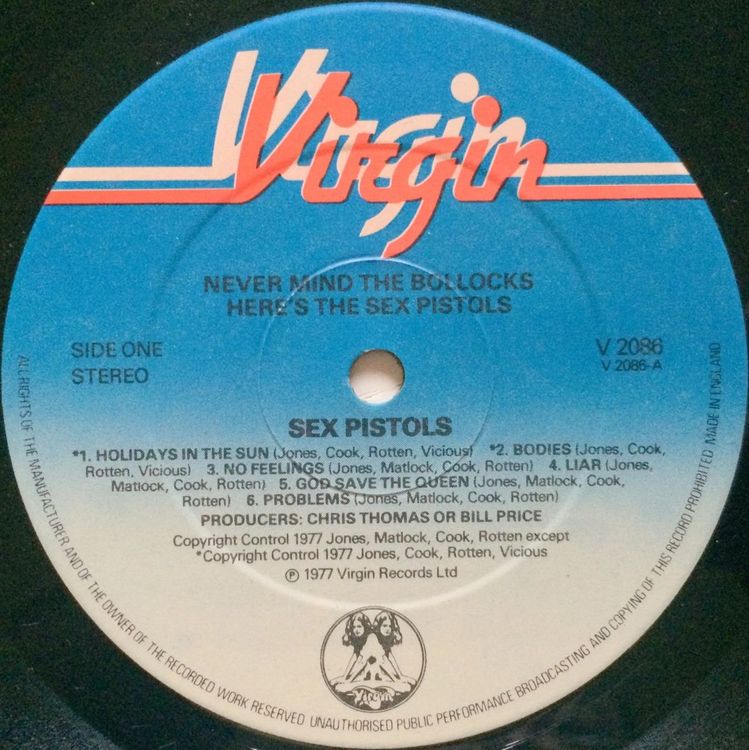 Virgin
NEVER MIND THE BOLLOCKS
HERE'S THE SEX PISTOLS
SIDE ONE
STEREO
V 2086
V 2086-A
SEX PISTOLS
*1. HOLIDAYS IN THE SUN (Jones, Cook, Rotten, Vicious) *2. BODIES (Jones, Cook,
Rotten, Vicious) 3. NO FEELINGS (Jones, Matlock, Cook, Rotten) 4. LIAR (Jones,
Matlock, Cook, Rotten) 5. GOD SAVE THE QUEEN (Jones, Matlock, Cook,
Rotten) 6. PROBLEMS (Jones, Matlock, Cook, Rotten)
PRODUCERS: CHRIS THOMAS OR BILL PRICE
Copyright Control 1977 Jones, Matlock, Cook, Rotten except
*Copyright Control 1977 Jones, Cook, Rotten, Vicious
℗ 1977 Virgin Records Ltd
Virgin
ALL RIGHTS OF THE MANUFACTURER AND OF THE OWNER OF THE RECORDED WORK RESERVED. UNAUTHORISED PUBLIC PERFORMANCE BROADCASTING AND COPYING OF THIS RECORD PROHIBITED MADE IN ENGLAND